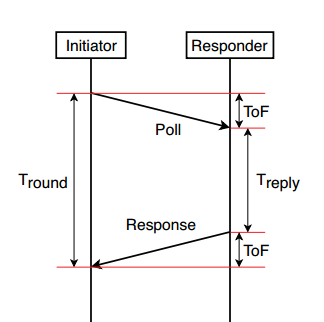 Initiator
Responder
ToF
Poll
Tround
Treply
Response
ToF